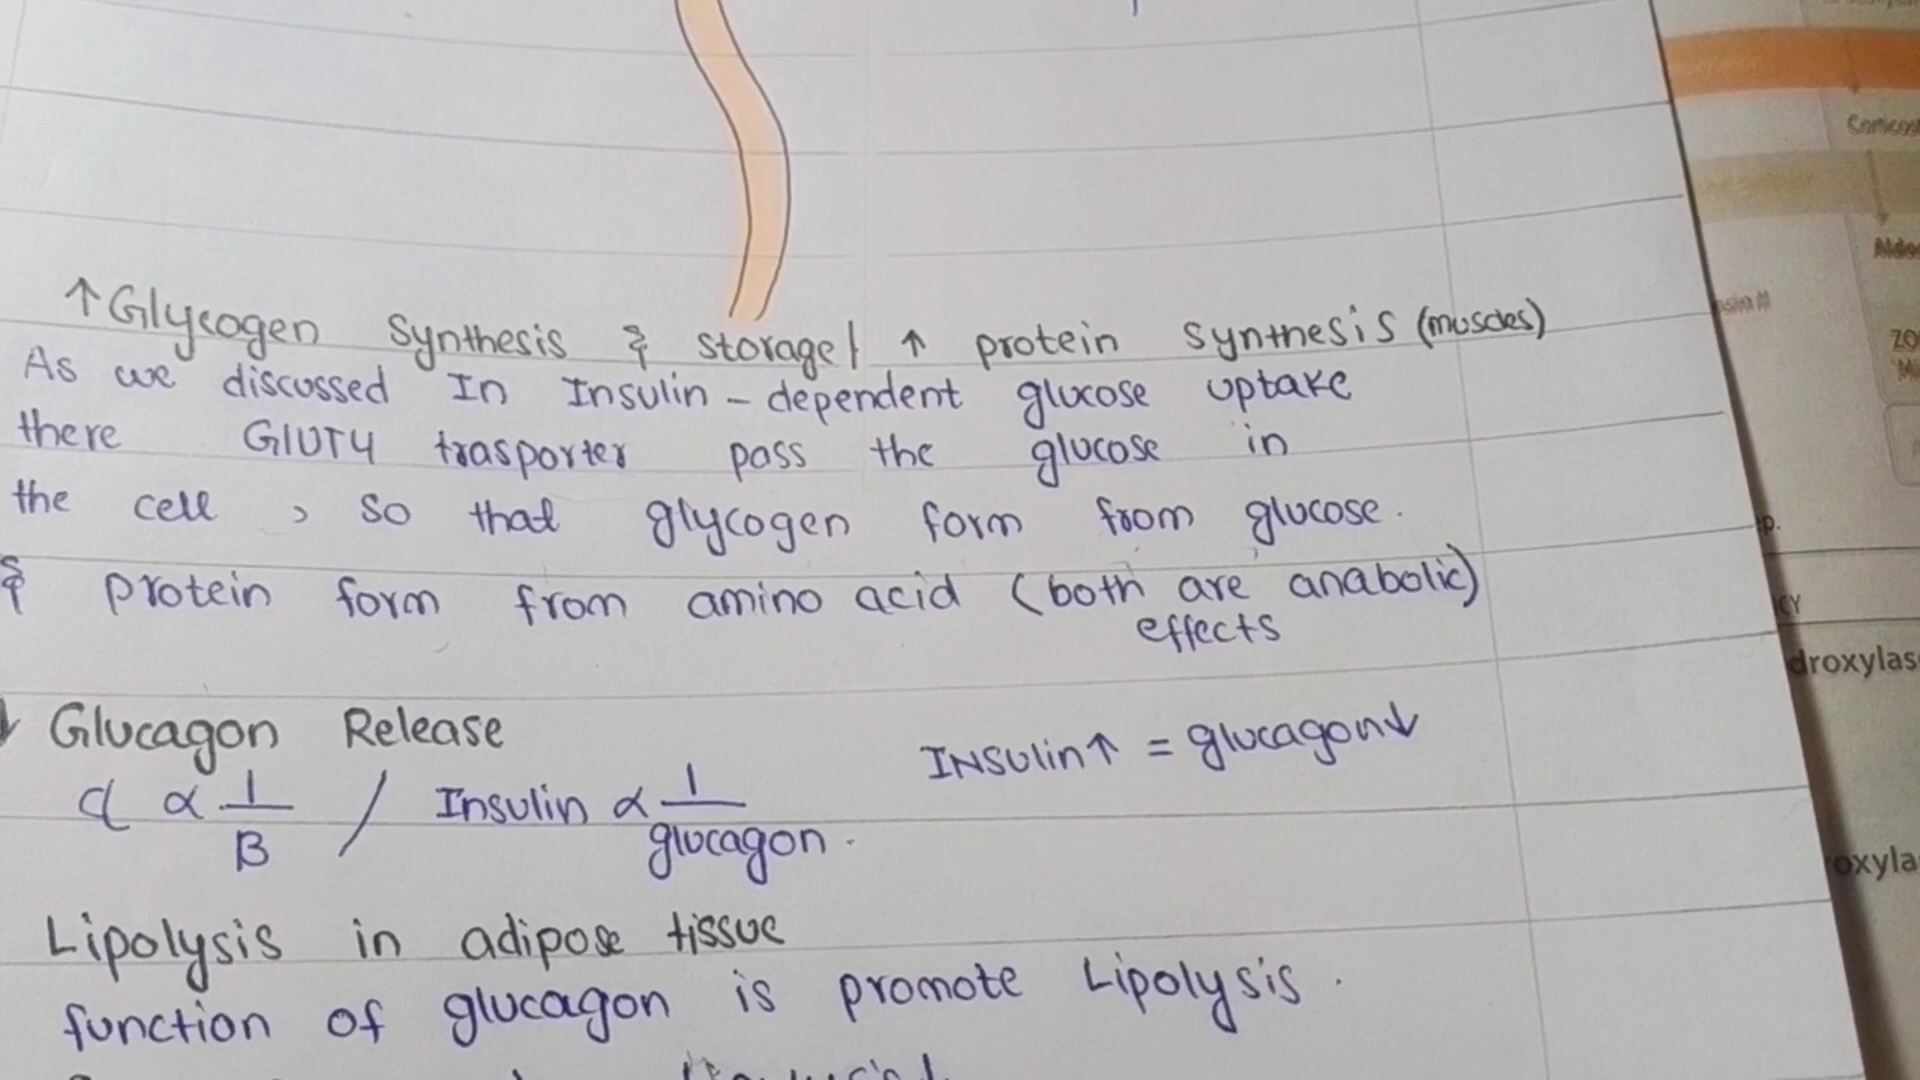 ↑ Glycogen Synthesis & storage | ↑ protein synthesis (muscles)
As we discussed In Insulin - dependent glucose uptake
there GlUT4 trasporter pass the glucose in
the cell , so that glycogen form from glucose.
& protein form from amino acid (both are anabolic)
effects
↓ Glucagon Release
INSUlin↑ = glucagon↓
α ∝ 1/B / Insulin ∝ 1/glucagon.
Lipolysis in adipose tissue
function of glucagon is promote Lipolysis.
droxylas
oxyla